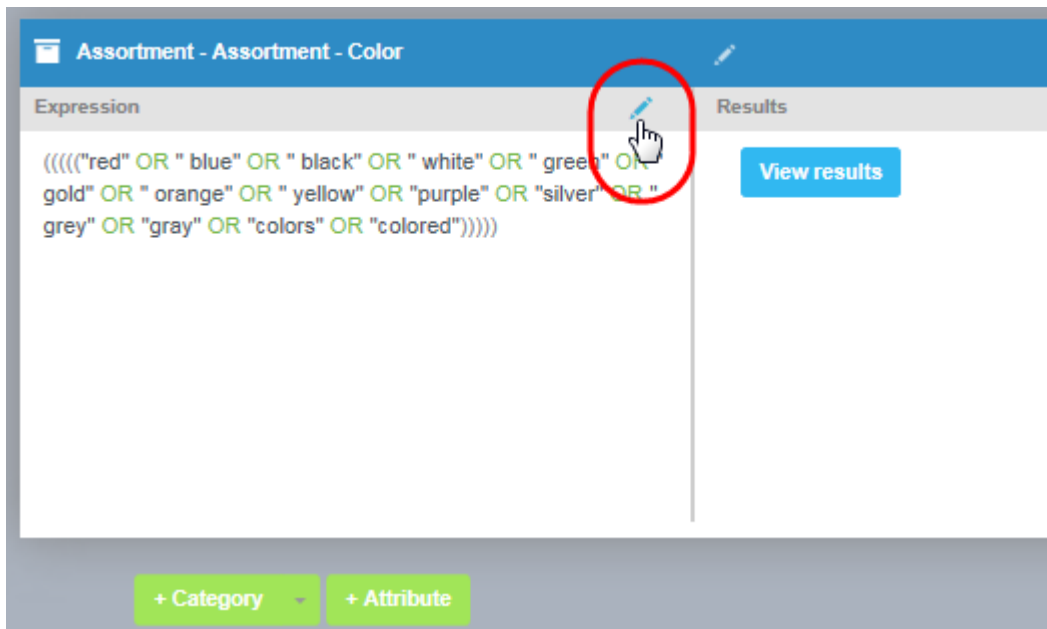 Assortment - Assortment - Color
Expression
Results
((((("red" OR " blue" OR " black" OR " white" OR " green" OR "
gold" OR " orange" OR " yellow" OR "purple" OR "silver" OR "
grey" OR "gray" OR "colors" OR "colored")))))
View results
+ Category
+ Attribute